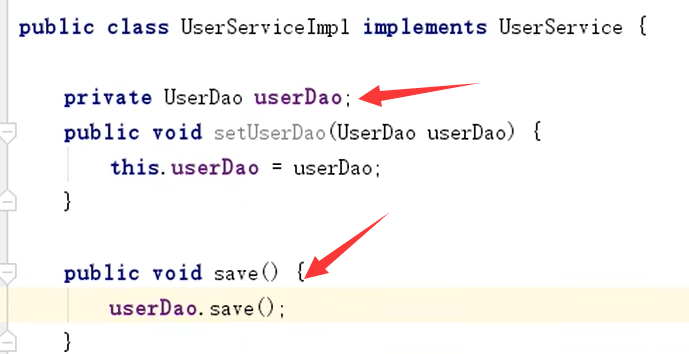 public class UserServiceImpl implements UserService {
private UserDao userDao;
public void setUserDao(UserDao userDao) {
this.userDao = userDao;
}
public void save() {
userDao.save();
}